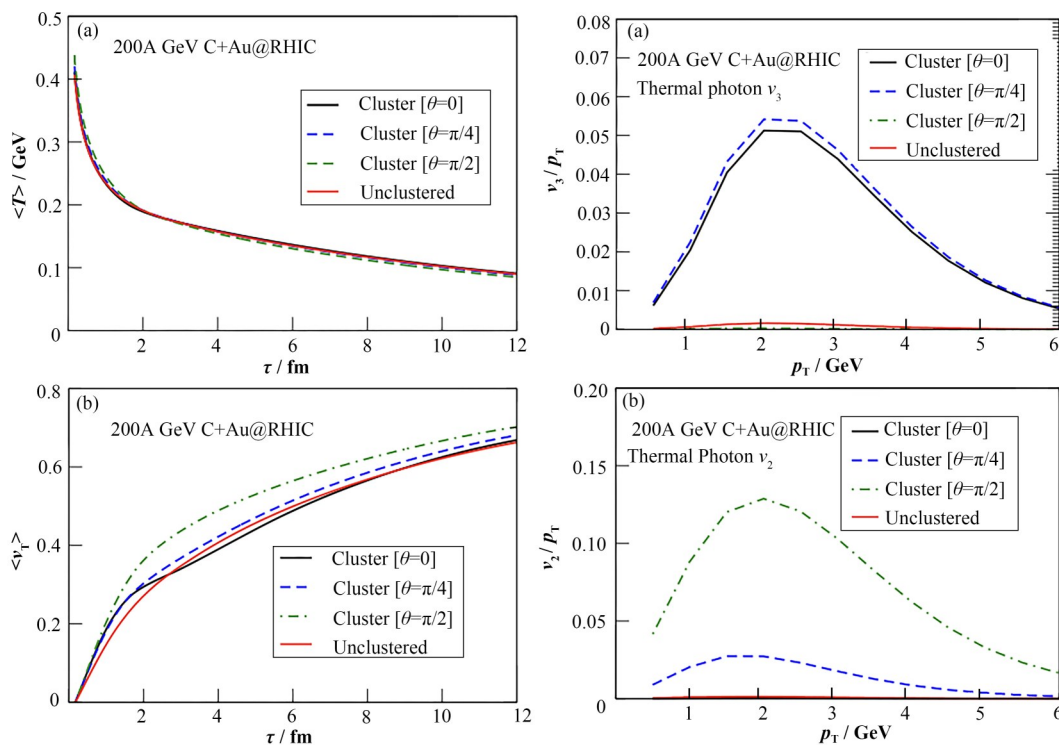 (a)
200A GeV C+Au@RHIC
Cluster [θ=0]
Cluster [θ=π/4]
Cluster [θ=π/2]
Unclustered
<T> / GeV
0.5
0.4
0.3
0.2
0.1
0
2
4
6
8
10
12
τ / fm
(a)
200A GeV C+Au@RHIC
Thermal photon v3
Cluster [θ=0]
Cluster [θ=π/4]
Cluster [θ=π/2]
Unclustered
v3/pT
0.08
0.07
0.06
0.05
0.04
0.03
0.02
0.01
0
1
2
3
4
5
6
pT / GeV
(b)
200A GeV C+Au@RHIC
Cluster [θ=0]
Cluster [θ=π/4]
Cluster [θ=π/2]
Unclustered
<vT>
0.8
0.6
0.4
0.2
0
2
4
6
8
10
12
τ / fm
(b)
200A GeV C+Au@RHIC
Thermal Photon v2
Cluster [θ=0]
Cluster [θ=π/4]
Cluster [θ=π/2]
Unclustered
v2/pT
0.20
0.15
0.10
0.05
0
1
2
3
4
5
6
pT / GeV